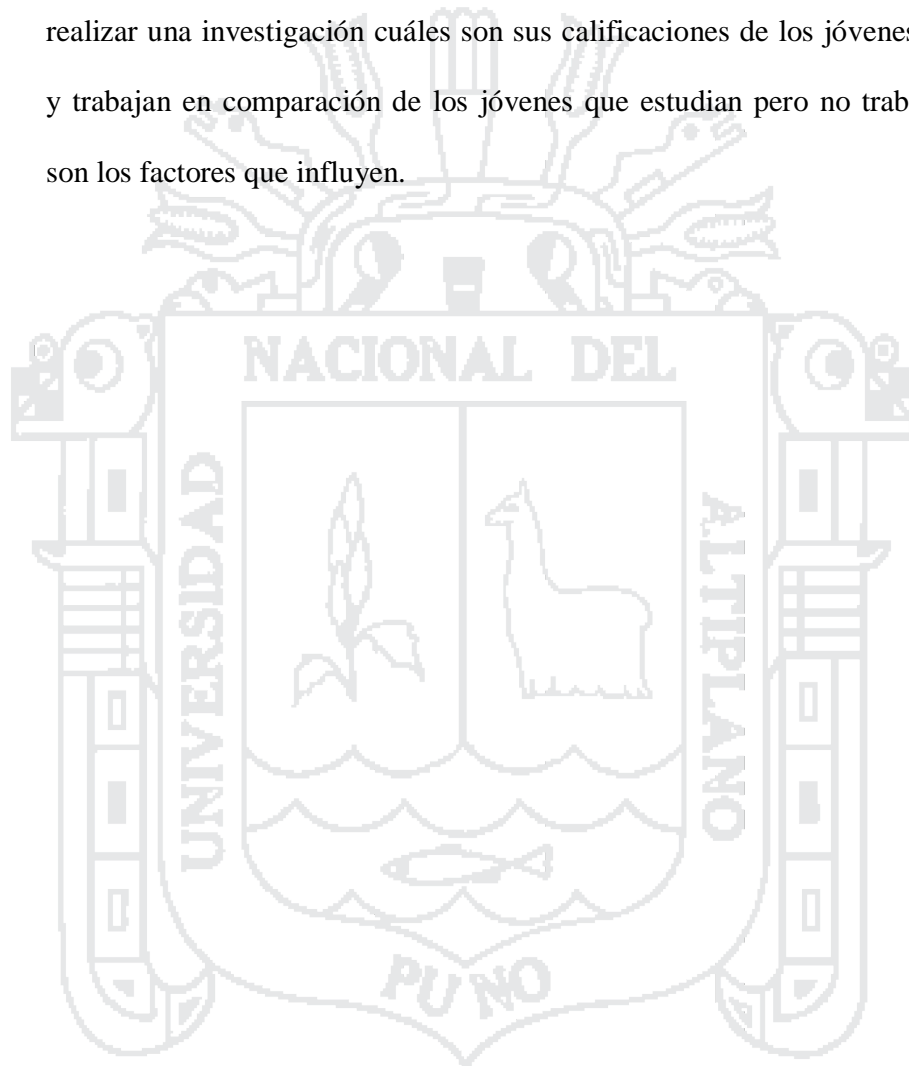 realizar una investigación cuáles son sus calificaciones de los jóvenes
y trabajan en comparación de los jóvenes que estudian pero no trab
son los factores que influyen.
NACIONAL DEL
UNIVERSIDAD
ALTIPLANO
PUNO